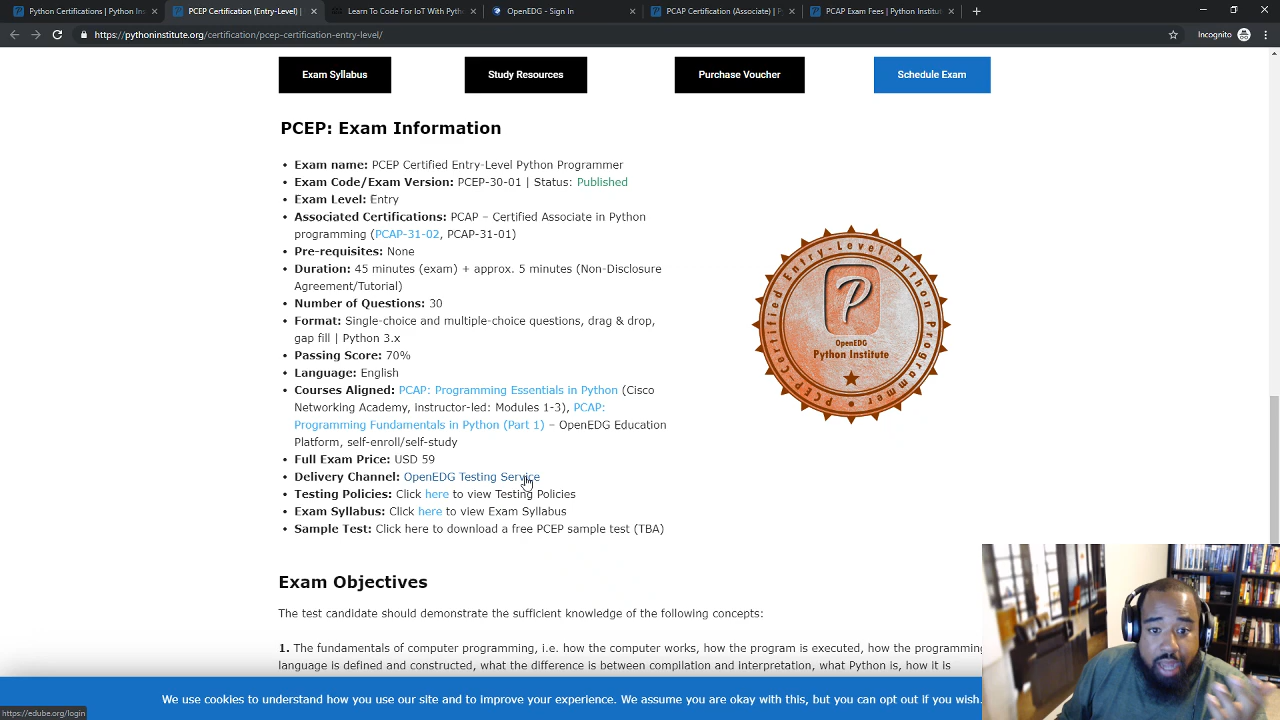 PCEP Certification (Entry-Level) |
Learn To Code For IoT With Pyth
OpenEDG - Sign In
PCAP Certification (Associate) | P
PCAP Exam Fees | Python Institut
https://pythoninstitute.org/certification/pcep-certification-entry-level/
Incognito
Exam Syllabus
Study Resources
Purchase Voucher
Schedule Exam
PCEP: Exam Information
• Exam name: PCEP Certified Entry-Level Python Programmer
• Exam Code/Exam Version: PCEP-30-01 | Status: Published
• Exam Level: Entry
• Associated Certifications: PCAP – Certified Associate in Python
programming (PCAP-31-02, PCAP-31-01)
• Pre-requisites: None
• Duration: 45 minutes (exam) + approx. 5 minutes (Non-Disclosure
Agreement/Tutorial)
• Number of Questions: 30
• Format: Single-choice and multiple-choice questions, drag & drop,
gap fill | Python 3.x
• Passing Score: 70%
• Language: English
• Courses Aligned: PCAP: Programming Essentials in Python (Cisco
Networking Academy, instructor-led: Modules 1-3), PCAP:
Programming Fundamentals in Python (Part 1) – OpenEDG Education
Platform, self-enroll/self-study
• Full Exam Price: USD 59
• Delivery Channel: OpenEDG Testing Service
• Testing Policies: Click here to view Testing Policies
• Exam Syllabus: Click here to view Exam Syllabus
• Sample Test: Click here to download a free PCEP sample test (TBA)
PCEP-Certified Entry-Level Python Programmer
OpenEDG
Python Institute
Exam Objectives
The test candidate should demonstrate the sufficient knowledge of the following concepts:
1. The fundamentals of computer programming, i.e. how the computer works, how the program is executed, how the programming
language is defined and constructed, what the difference is between compilation and interpretation, what Python is, how it is
We use cookies to understand how you use our site and to improve your experience. We assume you are okay with this, but you can opt out if you wish.
https://edube.org/login